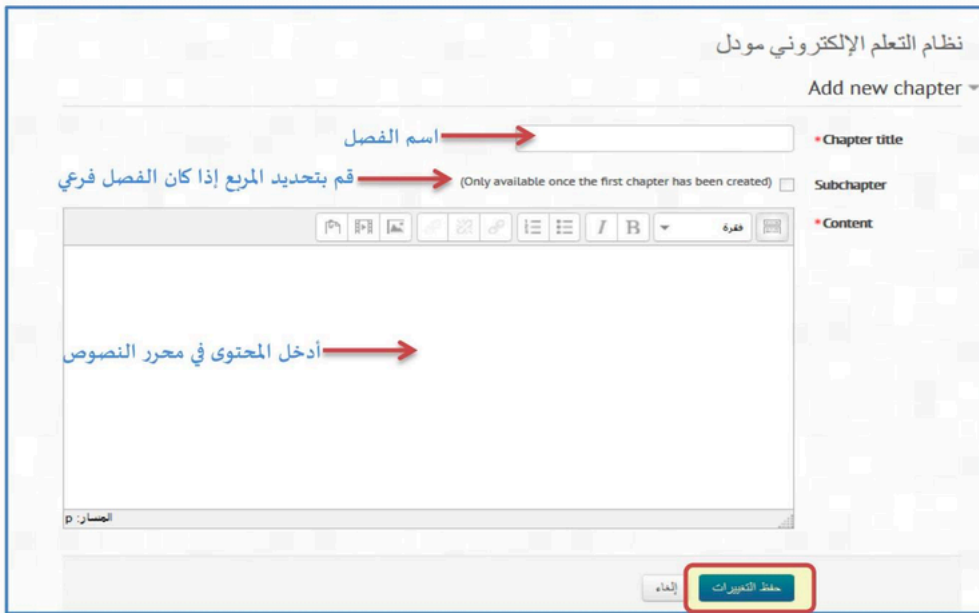 نظام التعلم الإلكتروني مودل
Add new chapter
*Chapter title
اسم الفصل
Subchapter
(Only available once the first chapter has been created)
قم بتحديد المربع إذا كان الفصل فرعي
*Content
فقرة
B I
أدخل المحتوى في محرر النصوص
المسار: p
حفظ التغييرات
إلغاء